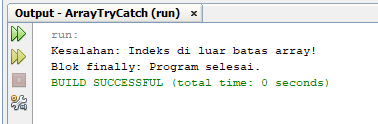 Output - ArrayTryCatch (run)
run:
Kesalahan: Indeks di luar batas array!
Blok finally: Program selesai.
BUILD SUCCESSFUL (total time: 0 seconds)